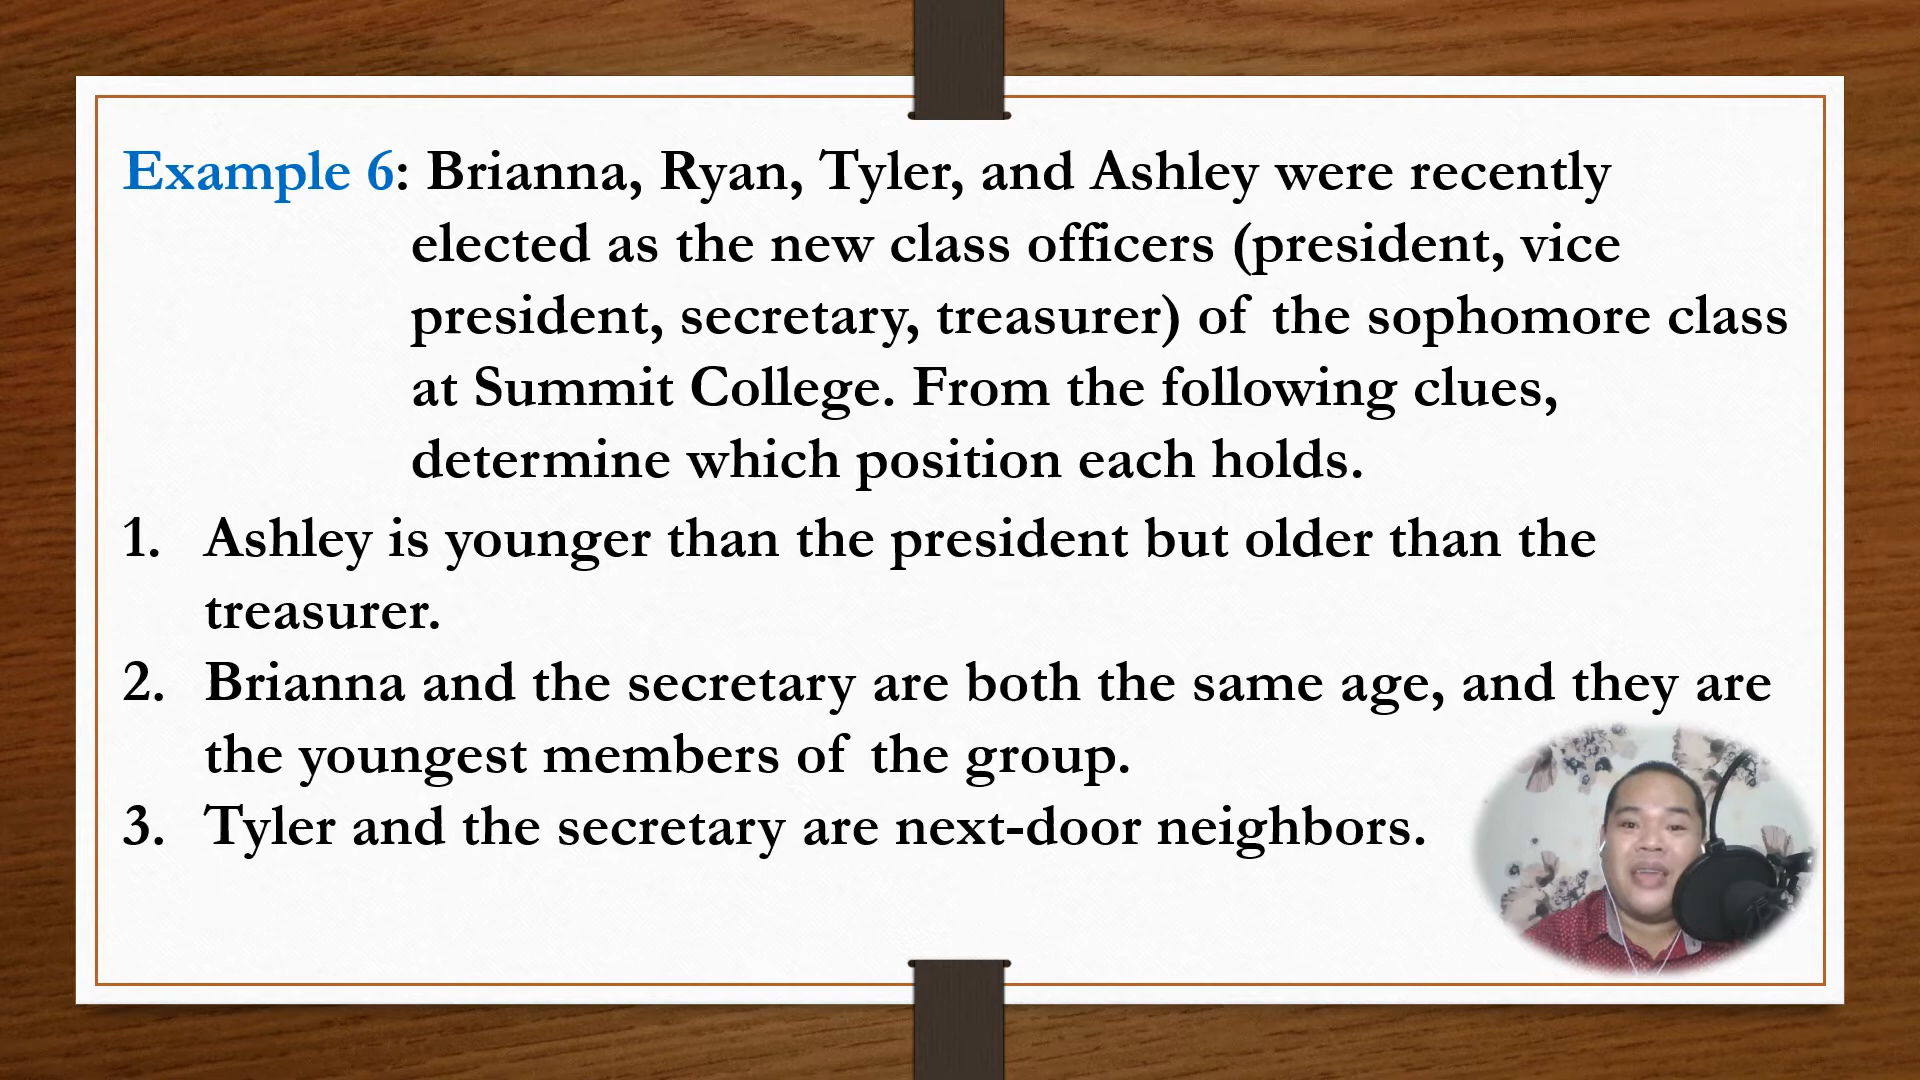 Example 6: Brianna, Ryan, Tyler, and Ashley were recently
elected as the new class officers (president, vice
president, secretary, treasurer) of the sophomore class
at Summit College. From the following clues,
determine which position each holds.
1. Ashley is younger than the president but older than the
treasurer.
2. Brianna and the secretary are both the same age, and they are
the youngest members of the group.
3. Tyler and the secretary are next-door neighbors.